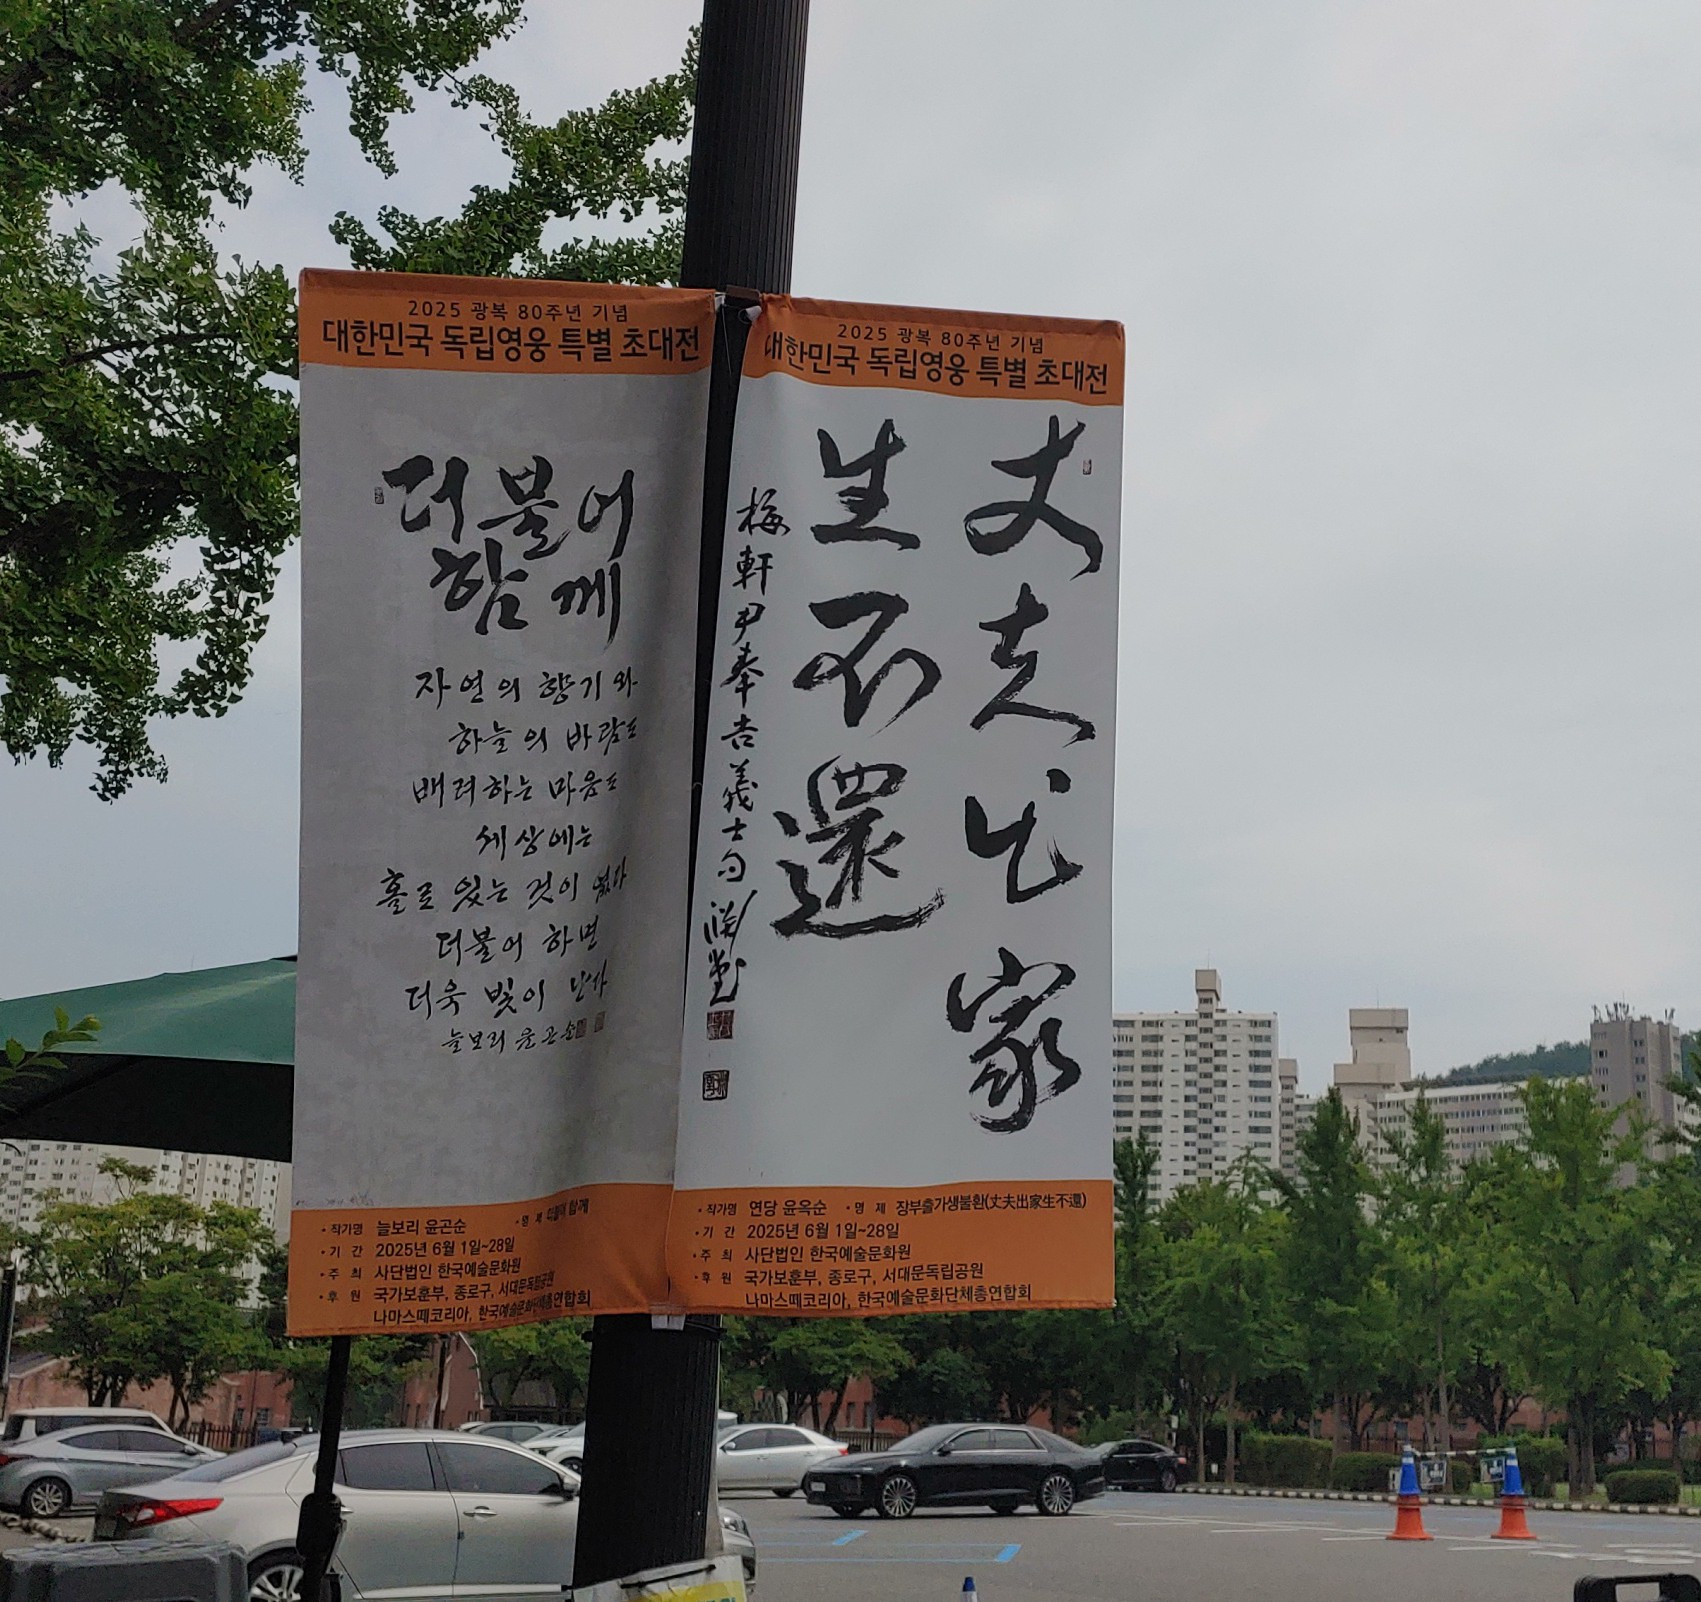 2025 광복 80주년 기념
대한민국 독립영웅 특별 초대전
더불어
함께
자연의 향기와
하늘의 바람도
배려하는 마음도
세상에는
홀로 있는 것이 없다
더불어 하면
더욱 빛이 난다
늘보리 윤곤순
•작가명 늘보리 윤곤순 •명 제 더불어 함께
•기 간 2025년 6월 1일~28일
•주 최 사단법인 한국예술문화원
•후 원 국가보훈부, 종로구, 서대문독립공원
나마스떼코리아, 한국예술문화단체총연합회
2025 광복 80주년 기념
대한민국 독립영웅 특별 초대전
丈夫出家
生不還
梅軒尹奉吉義士句 淵堂
•작가명 연당 윤옥순 •명 제 장부출가생불환(丈夫出家生不還)
•기 간 2025년 6월 1일~28일
•주 최 사단법인 한국예술문화원
•후 원 국가보훈부, 종로구, 서대문독립공원
나마스떼코리아, 한국예술문화단체총연합회